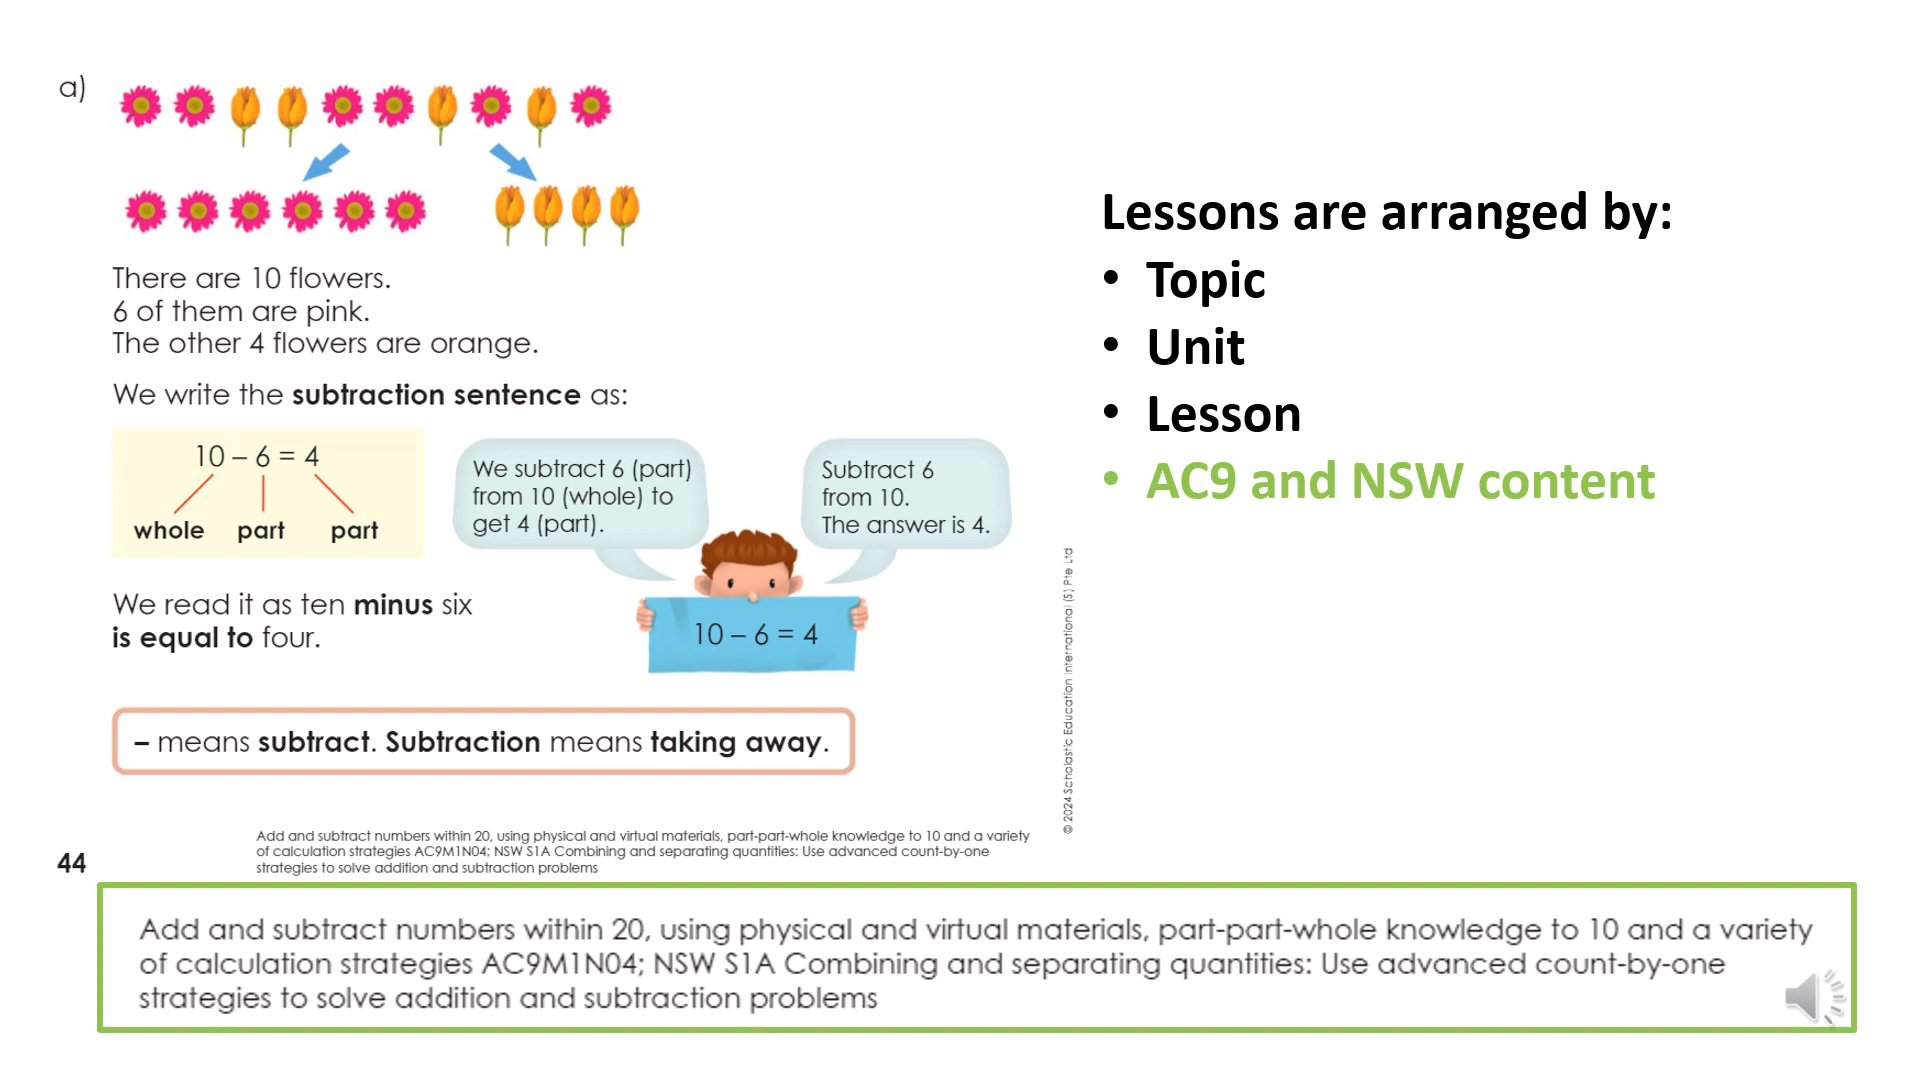 a)
There are 10 flowers.
6 of them are pink.
The other 4 flowers are orange.
We write the subtraction sentence as:
10 – 6 = 4
whole part part
We subtract 6 (part)
from 10 (whole) to
get 4 (part).
Subtract 6
from 10.
The answer is 4.
10 – 6 = 4
We read it as ten minus six
is equal to four.
– means subtract. Subtraction means taking away.
© 2024 Scholastic Education International (S) Pte Ltd
44
Add and subtract numbers within 20, using physical and virtual materials, part-part-whole knowledge to 10 and a variety
of calculation strategies AC9M1N04; NSW S1A Combining and separating quantities: Use advanced count-by-one
strategies to solve addition and subtraction problems
Lessons are arranged by:
• Topic
• Unit
• Lesson
• AC9 and NSW content
Add and subtract numbers within 20, using physical and virtual materials, part-part-whole knowledge to 10 and a variety
of calculation strategies AC9M1N04; NSW S1A Combining and separating quantities: Use advanced count-by-one
strategies to solve addition and subtraction problems